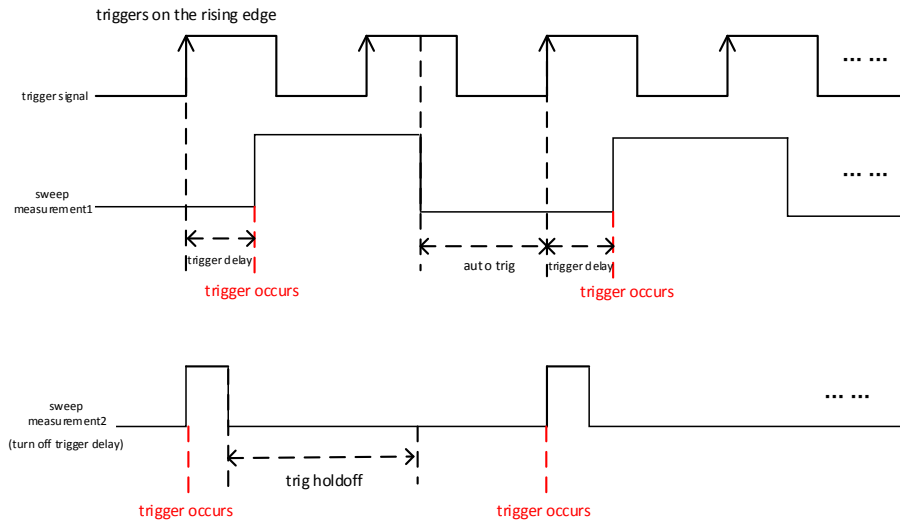 triggers on the rising edge
... ...
trigger signal
... ...
sweep
measurement1
trigger delay
auto trig
trigger delay
trigger occurs
trigger occurs
... ...
sweep
measurement2
(turn off trigger delay)
trig holdoff
trigger occurs
trigger occurs